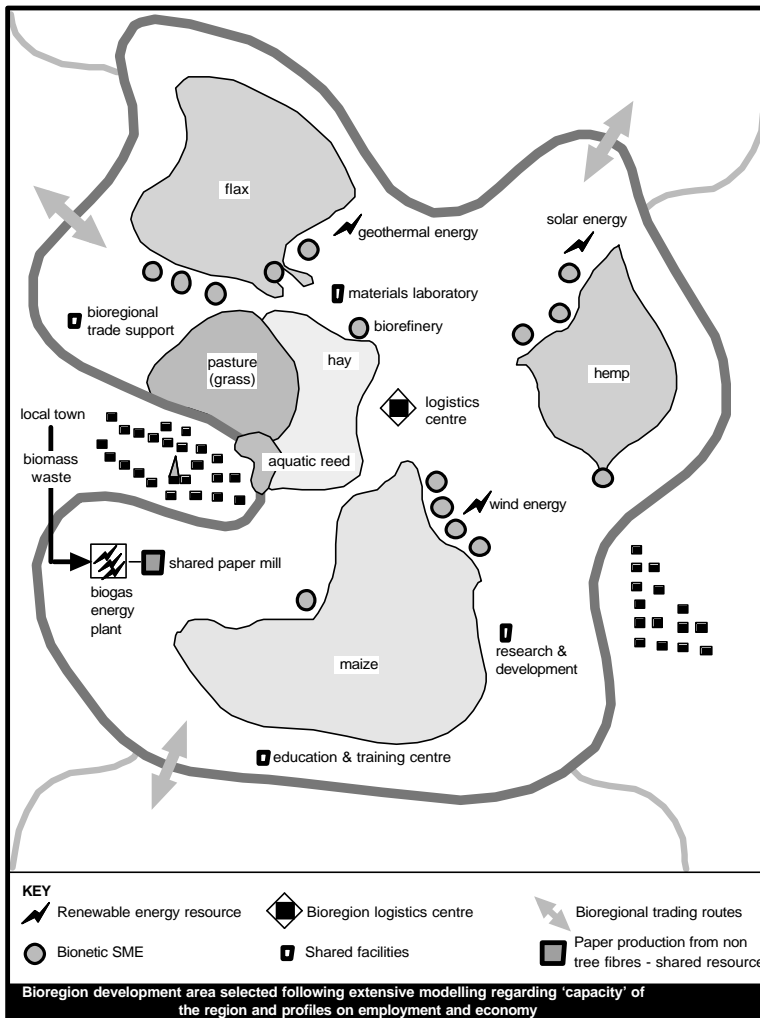 flax
geothermal energy
solar energy
materials laboratory
bioregional
trade support
biorefinery
pasture
(grass)
hay
hemp
logistics
centre
local town
biomass
waste
aquatic reed
wind energy
shared paper mill
biogas
energy
plant
research &
development
maize
education & training centre
KEY
Renewable energy resource
Bioregion logistics centre
Bioregional trading routes
Bionetic SME
Shared facilities
Paper production from non
tree fibres - shared resource
Bioregion development area selected following extensive modelling regarding ‘capacity’ of
the region and profiles on employment and economy